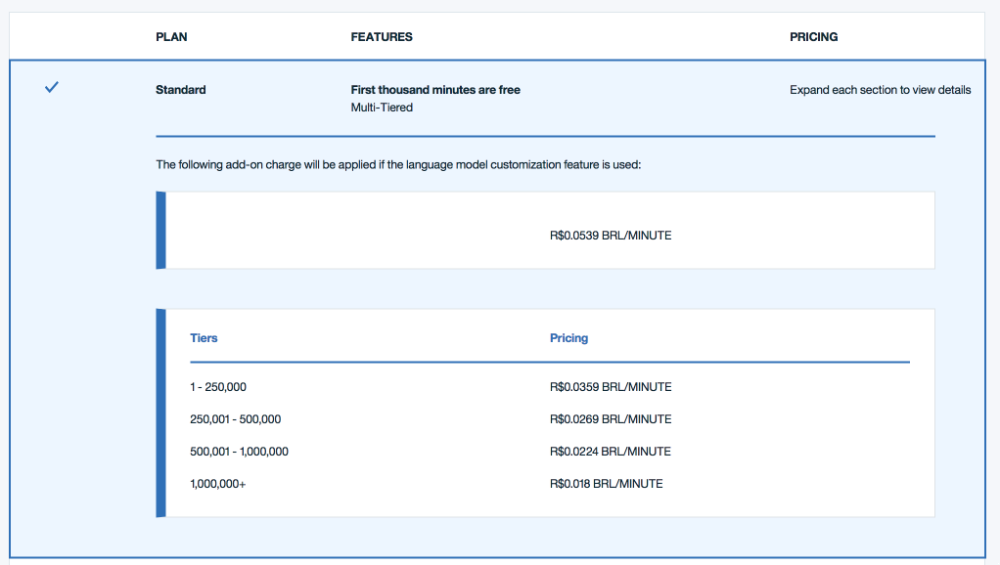 PLAN FEATURES PRICING
Standard First thousand minutes are free Expand each section to view details
Multi-Tiered
The following add-on charge will be applied if the language model customization feature is used:
R$0.0539 BRL/MINUTE
Tiers Pricing
1 - 250,000 R$0.0359 BRL/MINUTE
250,001 - 500,000 R$0.0269 BRL/MINUTE
500,001 - 1,000,000 R$0.0224 BRL/MINUTE
1,000,000+ R$0.018 BRL/MINUTE